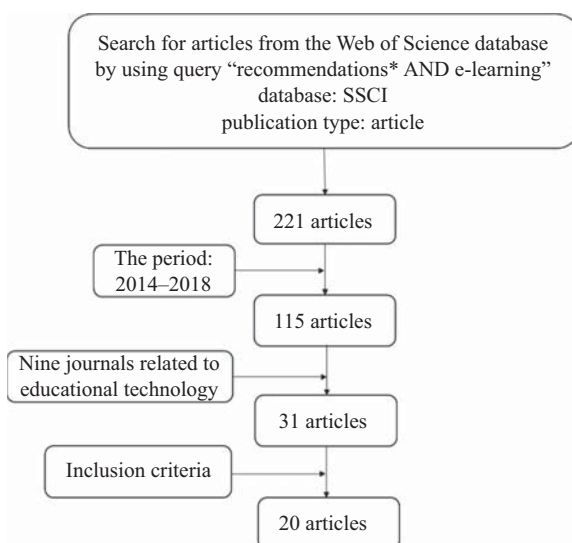 Search for articles from the Web of Science database
by using query “recommendations* AND e-learning”
database: SSCI
publication type: article
221 articles
The period:
2014–2018
115 articles
Nine journals related to
educational technology
31 articles
Inclusion criteria
20 articles